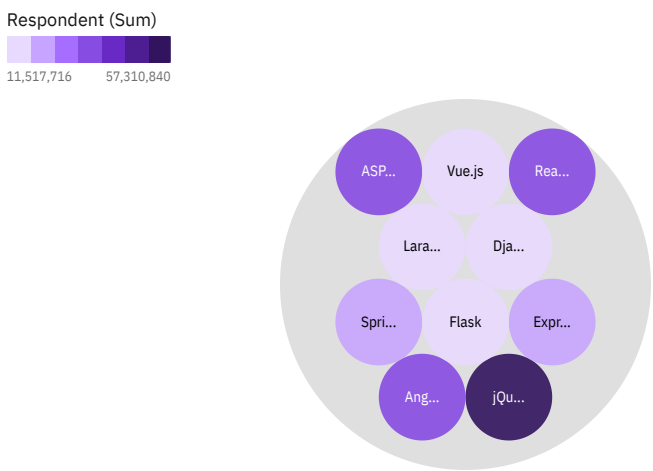 Respondent (Sum)
11,517,716 57,310,840
ASP... Vue.js Rea...
Lara... Dja...
Spri... Flask Expr...
Ang... jQu...